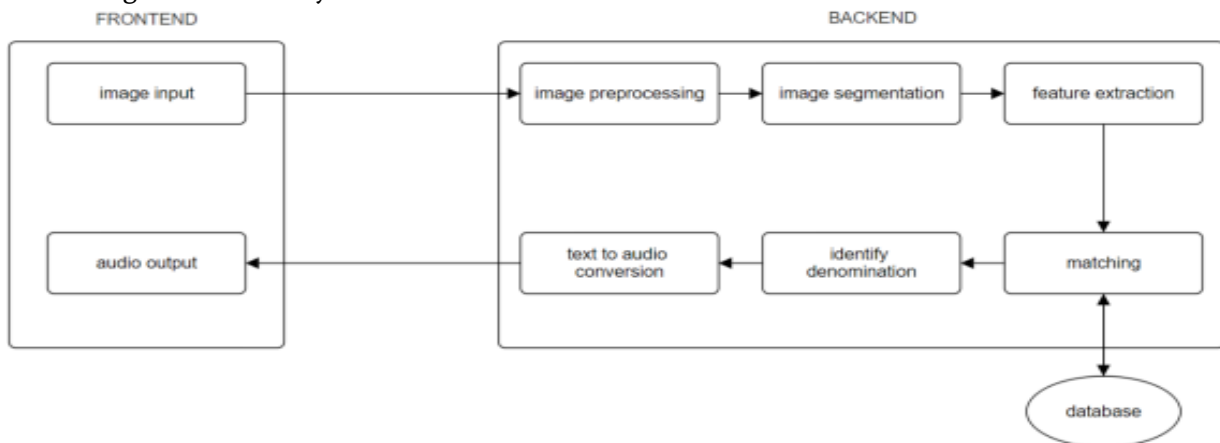 FRONTEND
BACKEND
image input
image preprocessing
image segmentation
feature extraction
audio output
text to audio
conversion
identify
denomination
matching
database